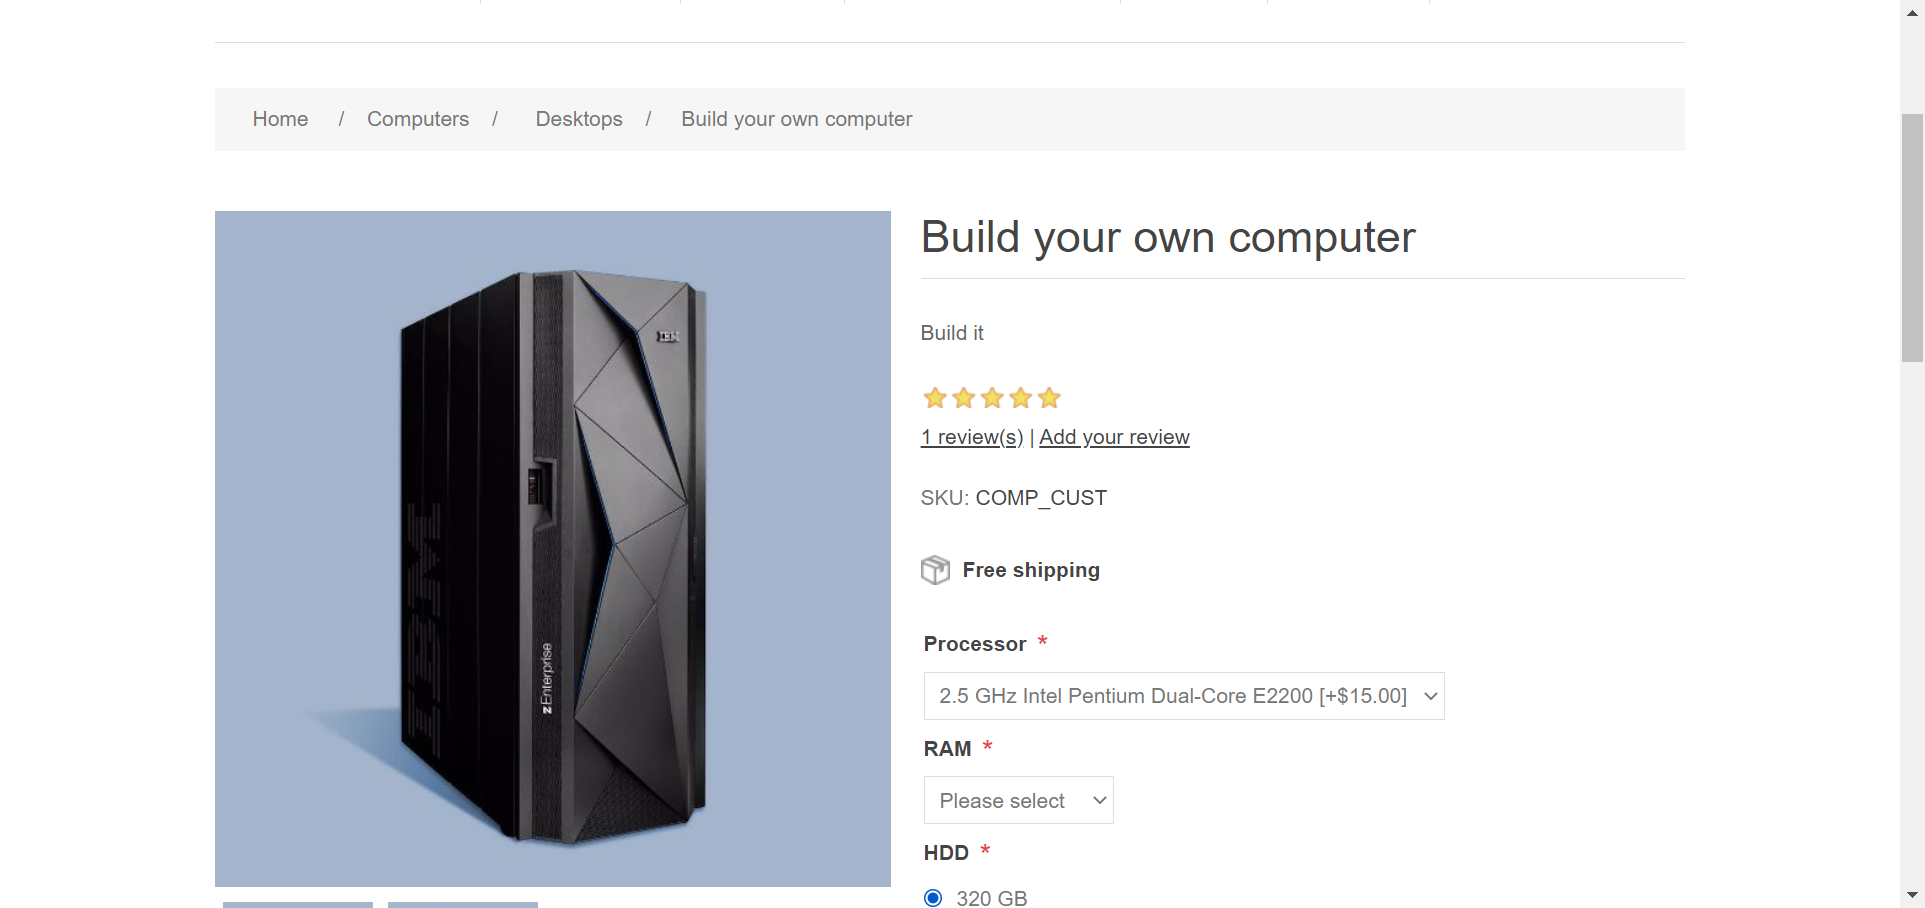 Home / Computers / Desktops / Build your own computer
Build your own computer
Build it
1 review(s) | Add your review
SKU: COMP_CUST
Free shipping
Processor *
2.5 GHz Intel Pentium Dual-Core E2200 [+$15.00]
RAM *
Please select
HDD *
320 GB
IBM
IBM
zEnterprise